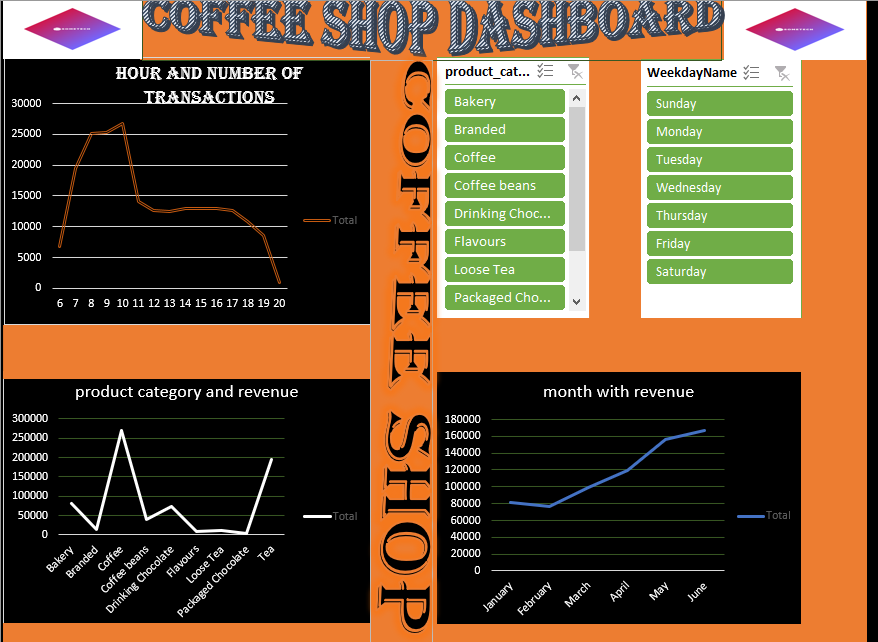 COFFEE SHOP DASHBOARD
HOUR AND NUMBER OF
TRANSACTIONS
30000
25000
20000
15000
10000
5000
0
6 7 8 9 10 11 12 13 14 15 16 17 18 19 20
Total
COFFEE SHOP
product_cat...
Bakery
Branded
Coffee
Coffee beans
Drinking Choc...
Flavours
Loose Tea
Packaged Cho...
WeekdayName
Sunday
Monday
Tuesday
Wednesday
Thursday
Friday
Saturday
product category and revenue
300000
250000
200000
150000
100000
50000
0
Bakery
Branded
Coffee
Coffee beans
Drinking Chocolate
Flavours
Loose Tea
Packaged Chocolate
Tea
Total
month with revenue
180000
160000
140000
120000
100000
80000
60000
40000
20000
0
January
February
March
April
May
June
Total